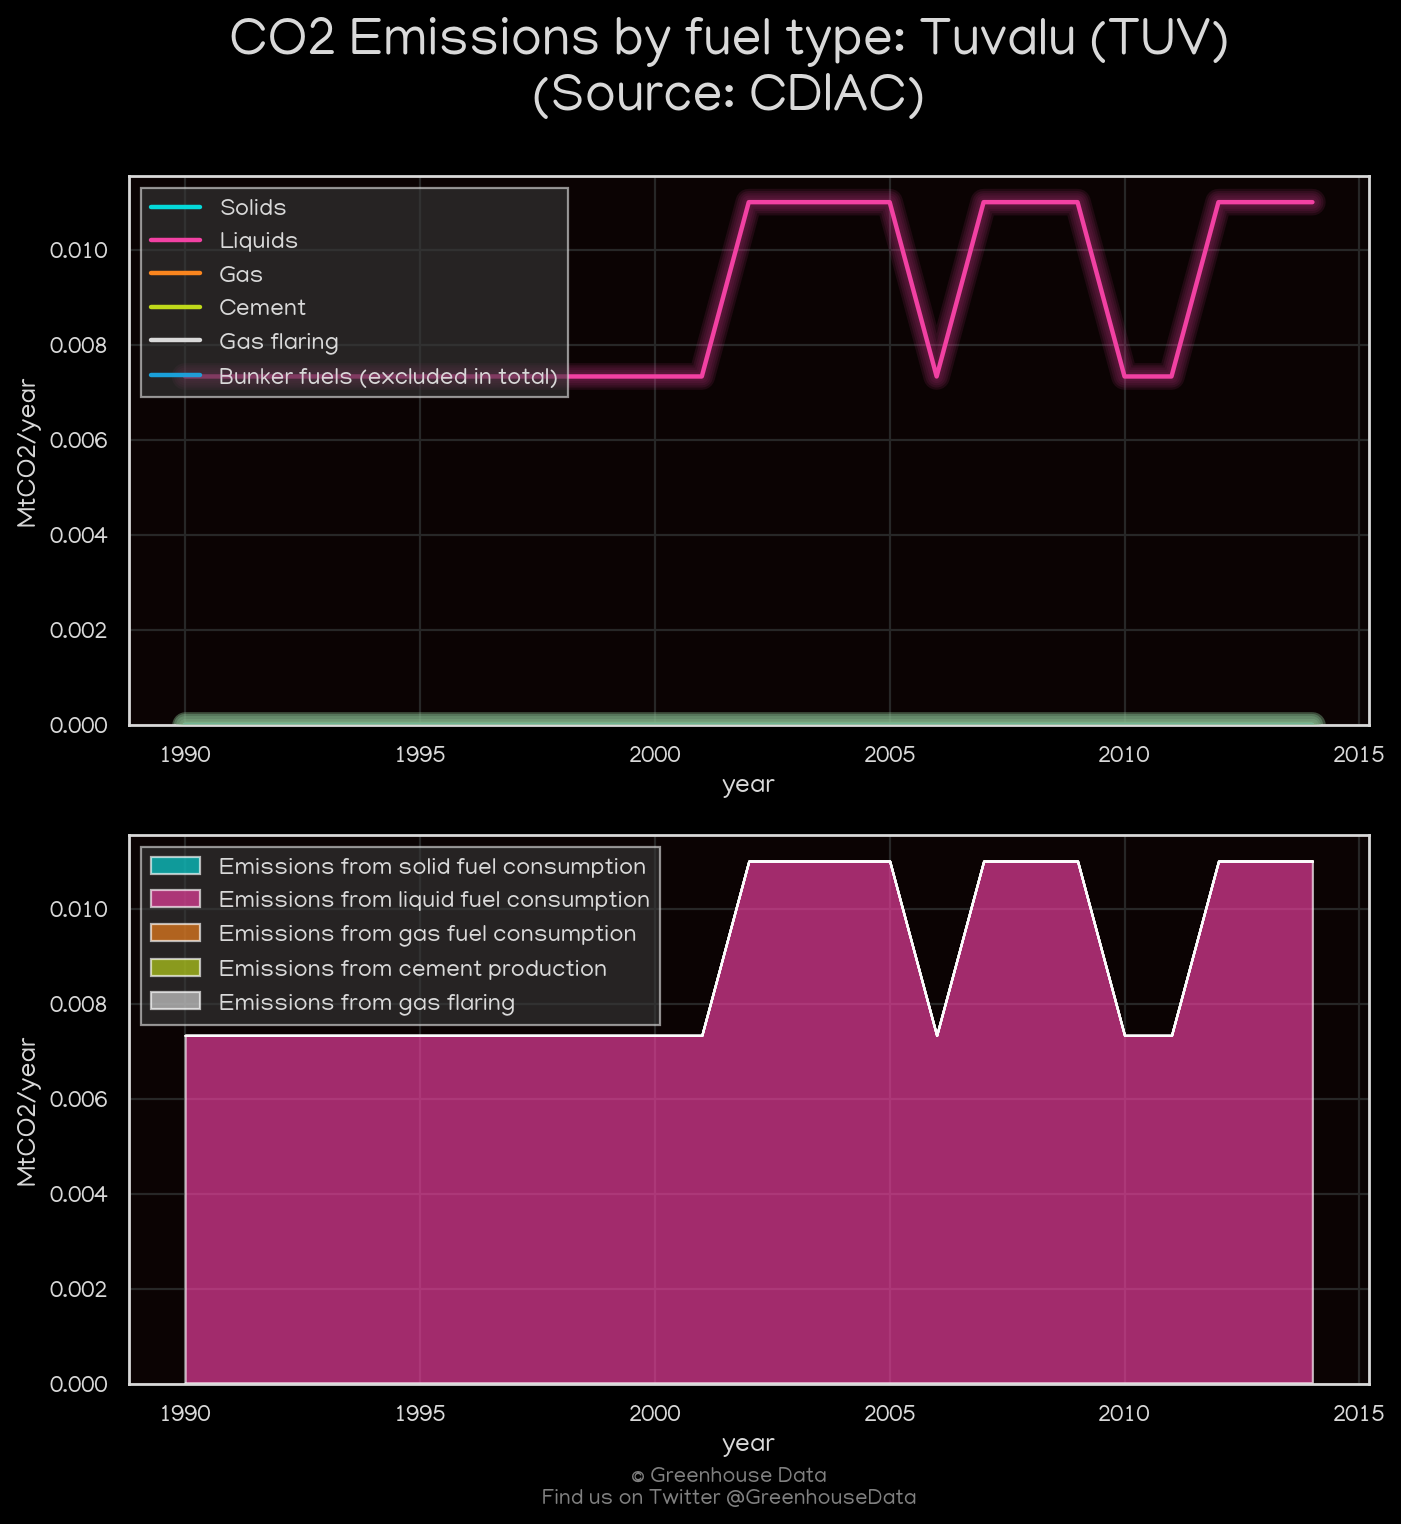 CO2 Emissions by fuel type: Tuvalu (TUV)
(Source: CDIAC)
Solids
Liquids
Gas
Cement
Gas flaring
Bunker fuels (excluded in total)
0.010
0.008
0.006
0.004
0.002
0.000
MtCO2/year
1990 1995 2000 2005 2010 2015
year
Emissions from solid fuel consumption
Emissions from liquid fuel consumption
Emissions from gas fuel consumption
Emissions from cement production
Emissions from gas flaring
0.010
0.008
0.006
0.004
0.002
0.000
MtCO2/year
1990 1995 2000 2005 2010 2015
year
© Greenhouse Data
Find us on Twitter @GreenhouseData